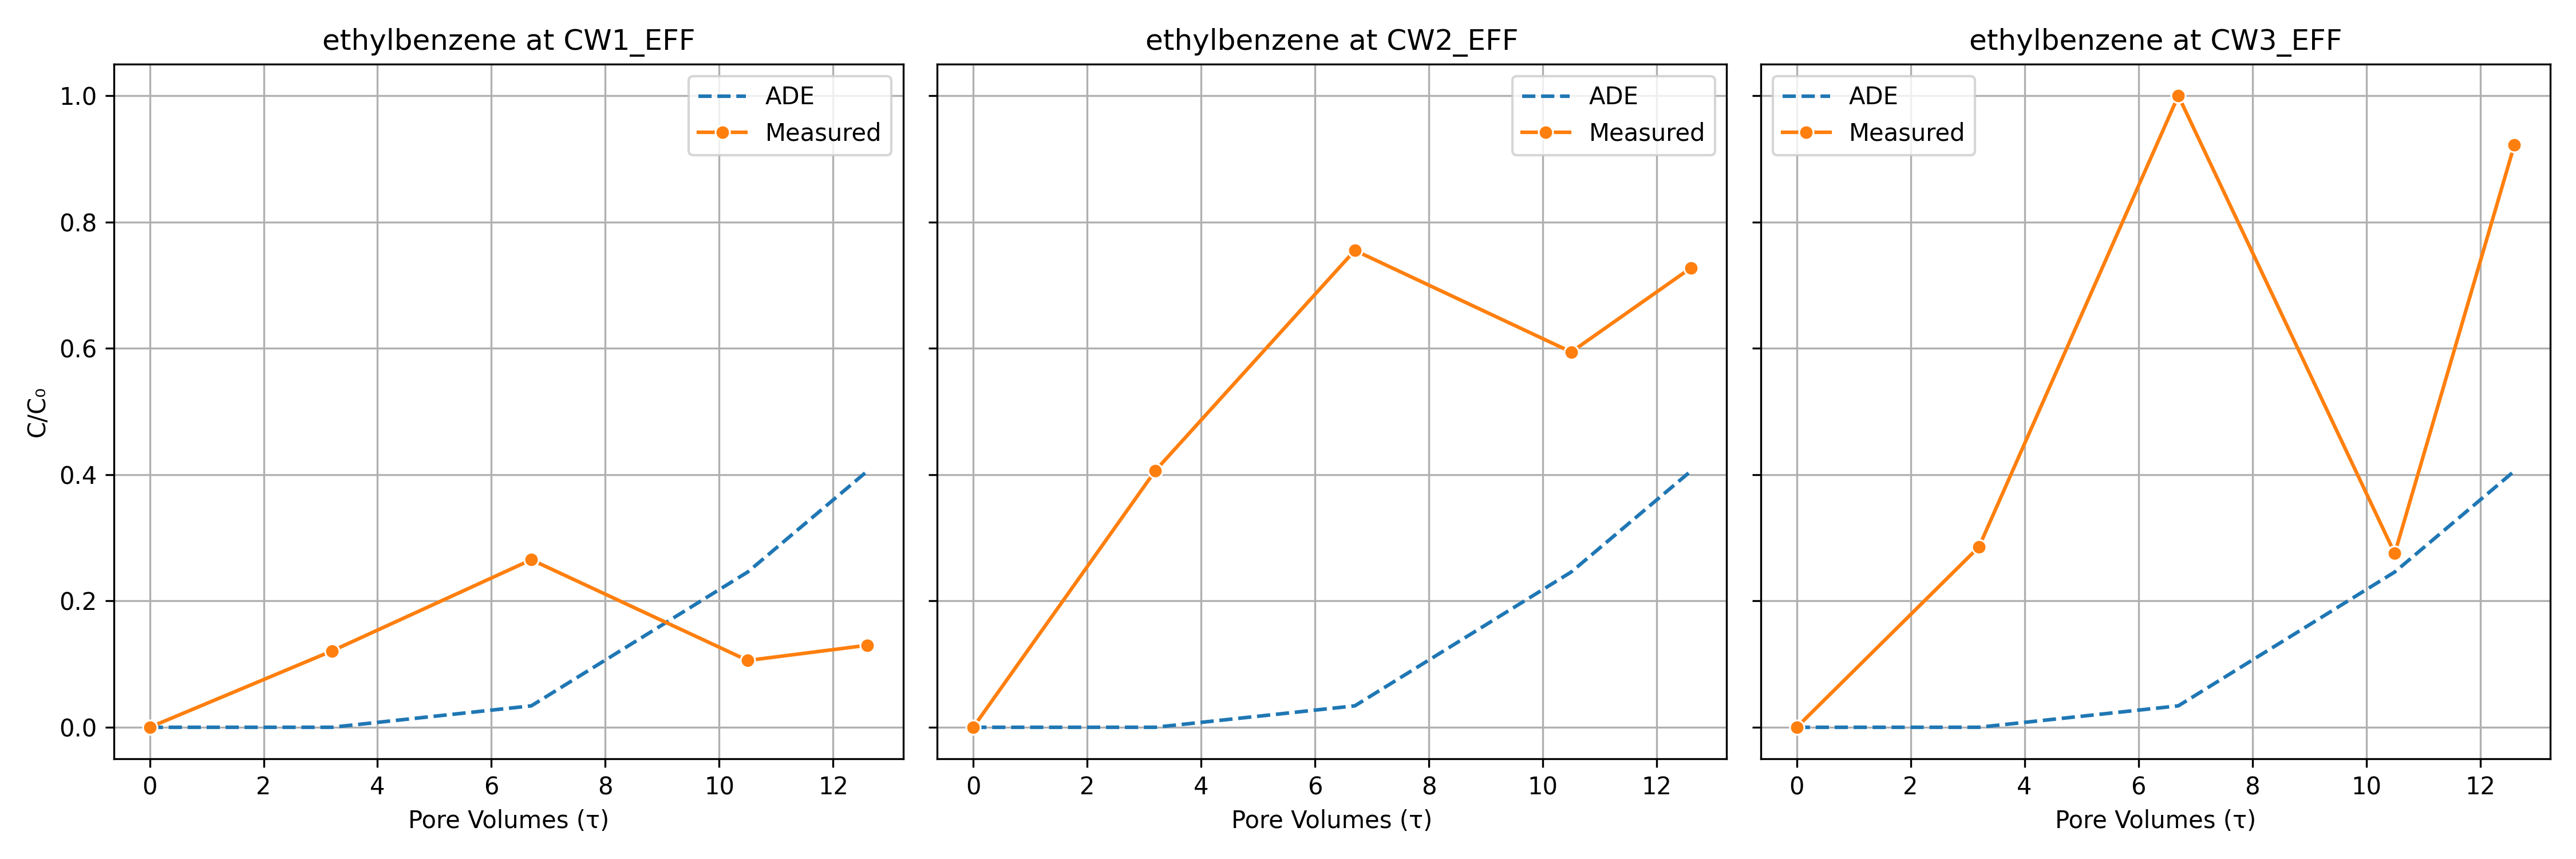 ethylbenzene at CW1_EFF
ethylbenzene at CW2_EFF
ethylbenzene at CW3_EFF
C/C₀
1.0
0.8
0.6
0.4
0.2
0.0
ADE
Measured
0 2 4 6 8 10 12
Pore Volumes (τ)
ADE
Measured
0 2 4 6 8 10 12
Pore Volumes (τ)
ADE
Measured
0 2 4 6 8 10 12
Pore Volumes (τ)